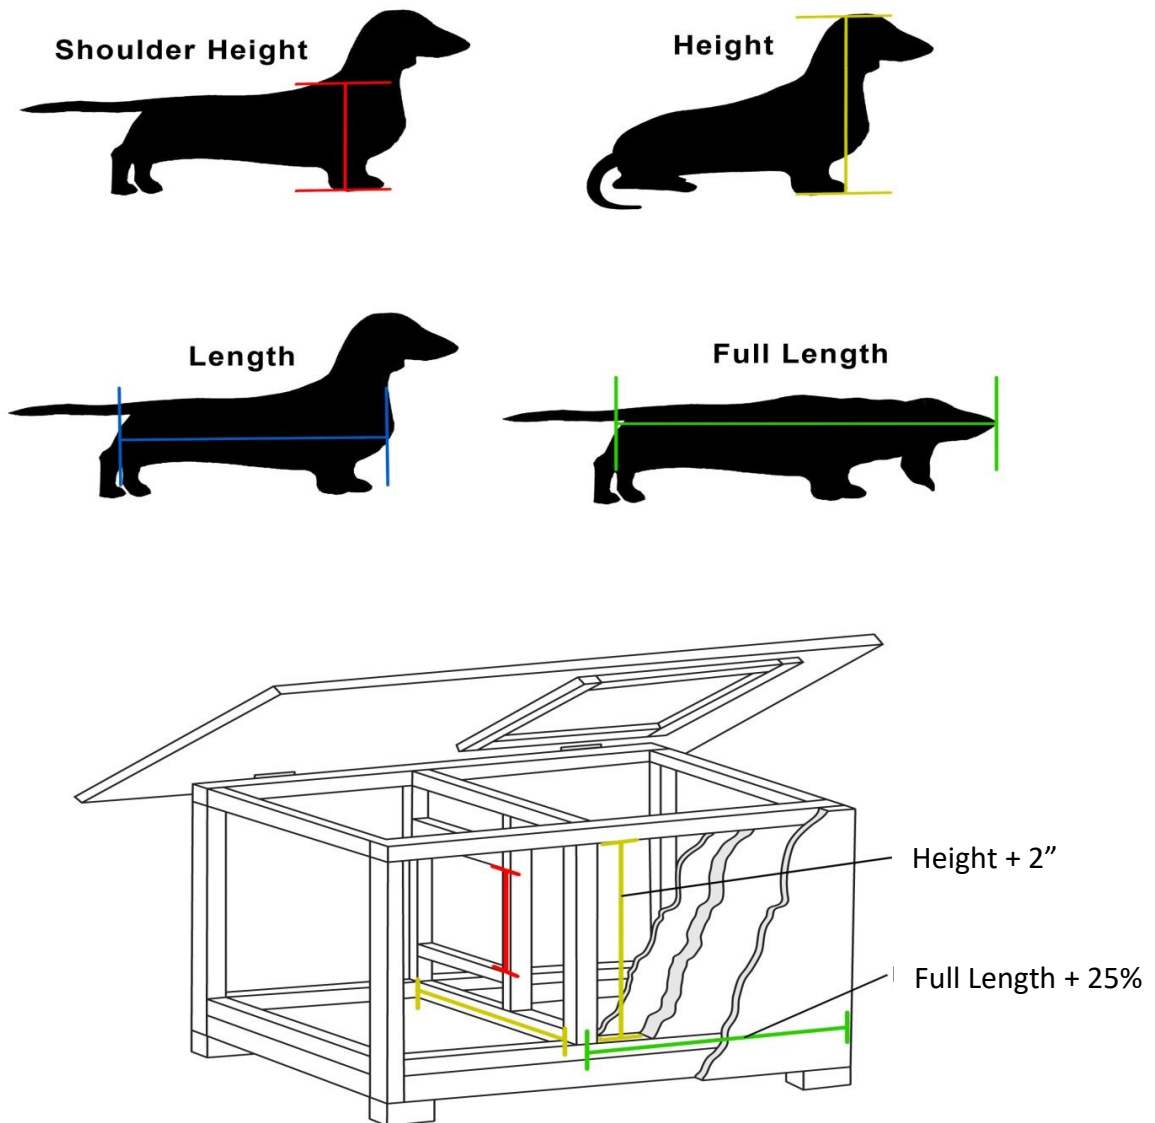 Shoulder Height
Height
Length
Full Length
Height + 2”
Full Length + 25%